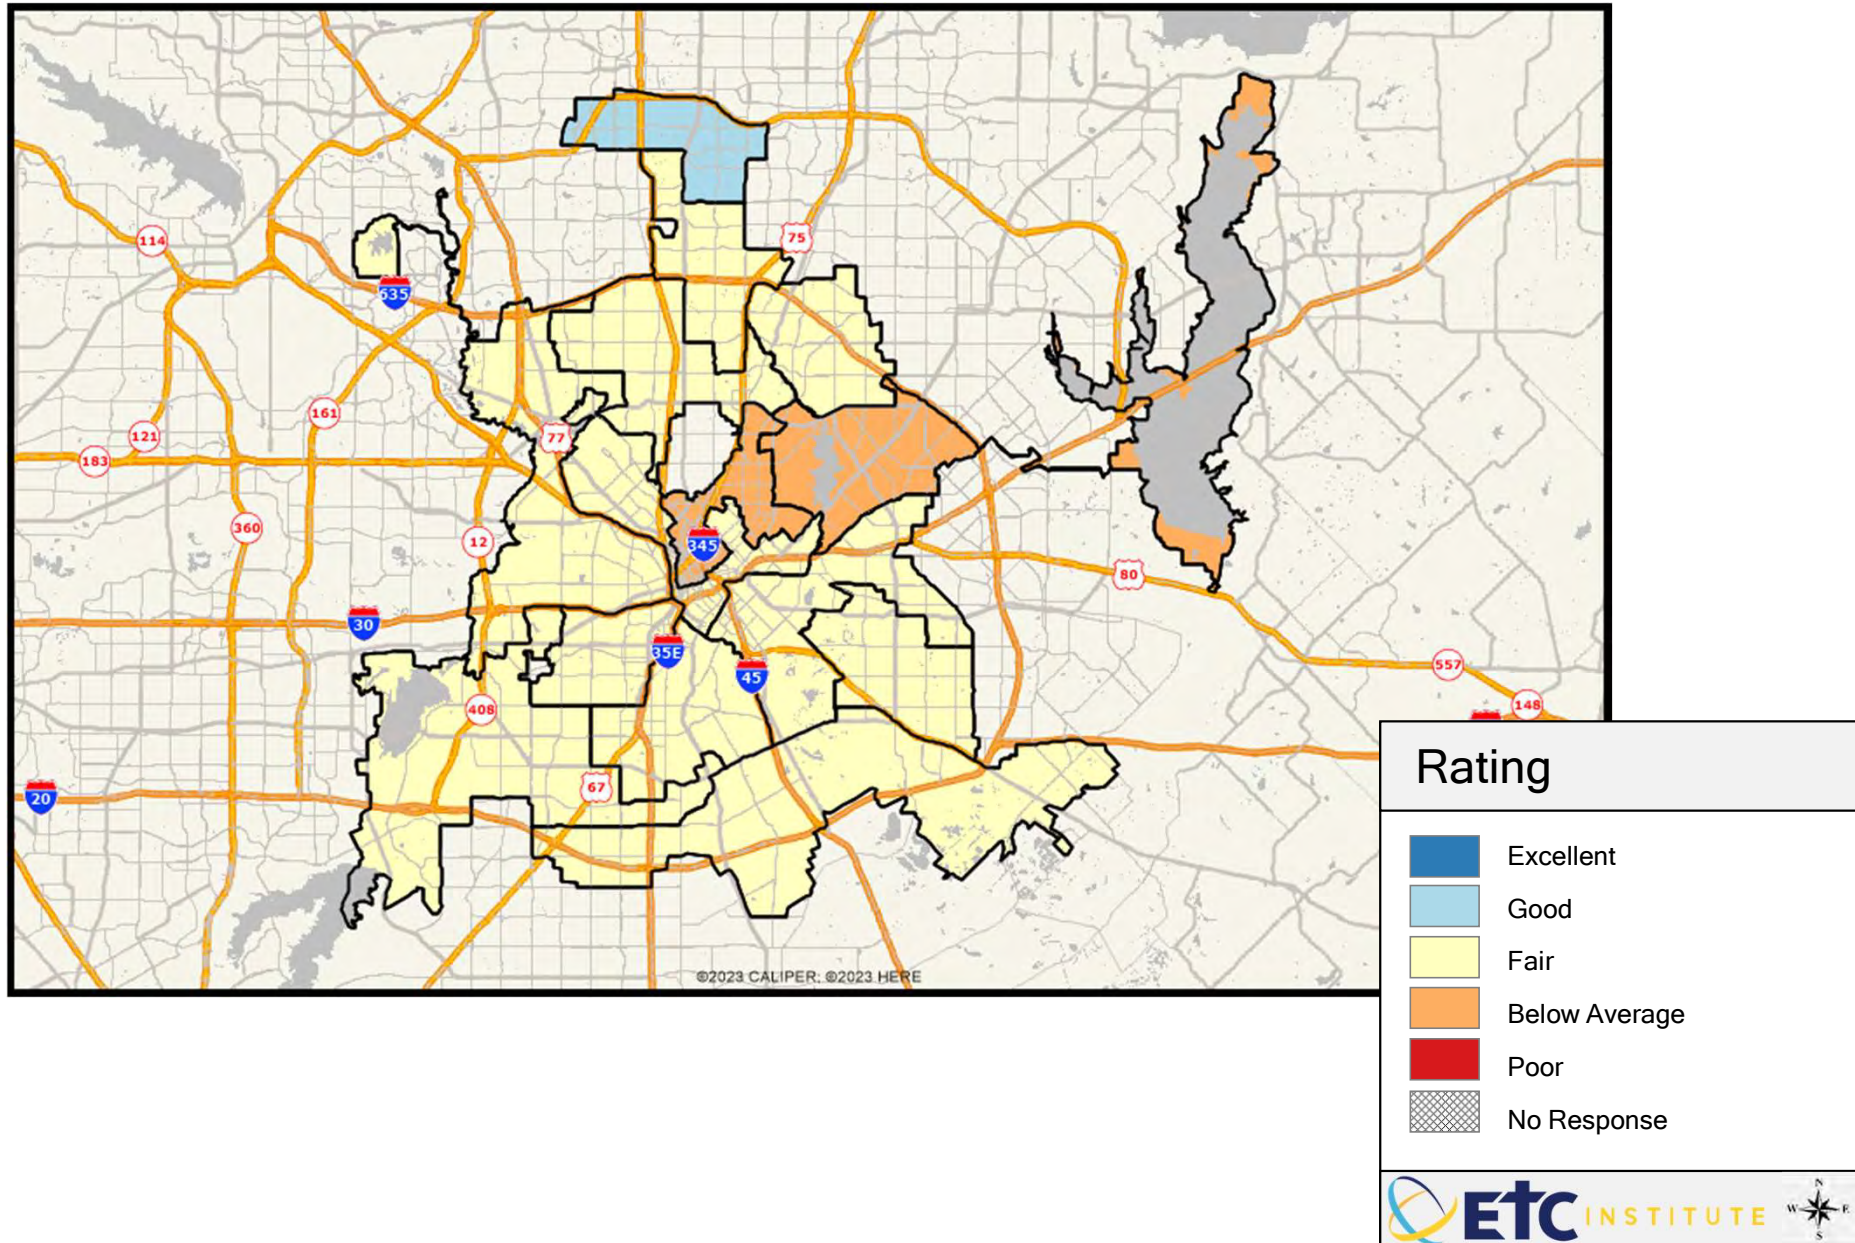 114
75
635
161
121
77
183
360
12
345
80
30
35E
45
557
408
148
67
20
©2023 CALIPER; ©2023 HERE
Rating
Excellent
Good
Fair
Below Average
Poor
No Response
ETC INSTITUTE
N
W E
S